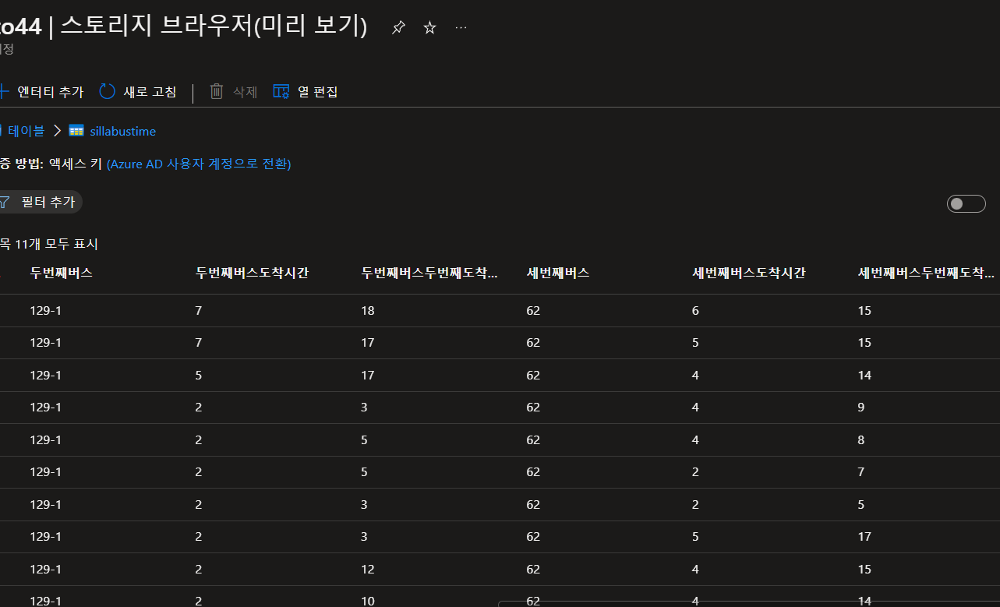 to44 | 스토리지 브라우저(미리 보기) ...
정
엔터티 추가 새로 고침 | 삭제 열 편집
테이블 > sillabustime
증 방법: 액세스 키 (Azure AD 사용자 계정으로 전환)
필터 추가
목 11개 모두 표시
두번째버스 두번째버스도착시간 두번째버스두번째도착... 세번째버스 세번째버스도착시간 세번째버스두번째도착...
129-1 7 18 62 6 15
129-1 7 17 62 5 15
129-1 5 17 62 4 14
129-1 2 3 62 4 9
129-1 2 5 62 4 8
129-1 2 5 62 2 7
129-1 2 3 62 2 5
129-1 2 3 62 5 17
129-1 2 12 62 4 15
129-1 2 10 62 4 14